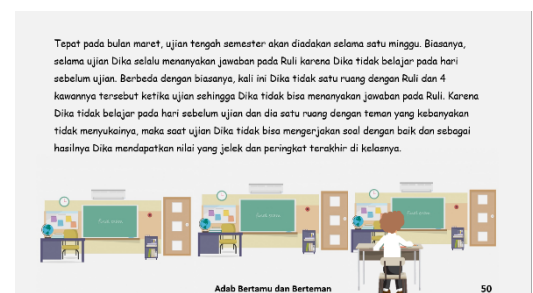 Tepat pada bulan maret, ujian tengah semester akan diadakan selama satu minggu. Biasanya,
selama ujian Dika selalu menanyakan jawaban pada Ruli karena Dika tidak belajar pada hari
sebelum ujian. Berbeda dengan biasanya, kali ini Dika tidak satu ruang dengan Ruli dan 4
kawannya tersebut ketika ujian sehingga Dika tidak bisa menanyakan jawaban pada Ruli. Karena
Dika tidak belajar pada hari sebelum ujian dan dia satu ruang dengan teman yang kebanyakan
tidak menyukainya, maka saat ujian Dika tidak bisa mengerjakan soal dengan baik dan sebagai
hasilnya Dika mendapatkan nilai yang jelek dan peringkat terakhir di kelasnya.
Adab Bertamu dan Berteman
50